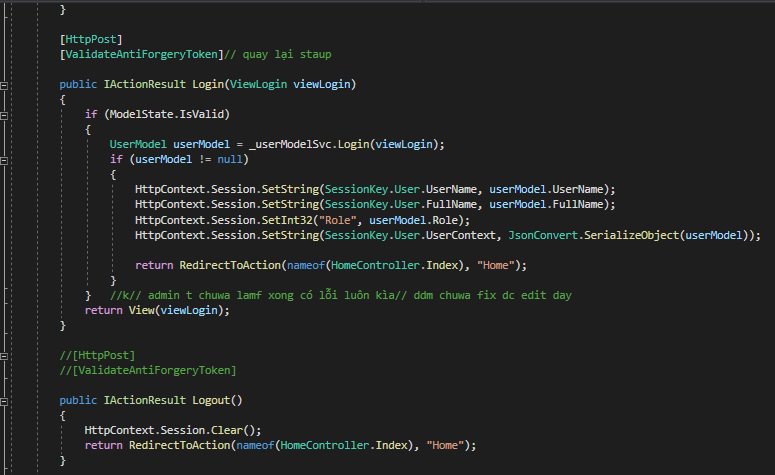 }
[HttpPost]
[ValidateAntiForgeryToken]// quay lại staup
public IActionResult Login(ViewLogin viewLogin)
{
if (ModelState.IsValid)
{
UserModel userModel = _userModelSvc.Login(viewLogin);
if (userModel != null)
{
HttpContext.Session.SetString(SessionKey.User.UserName, userModel.UserName);
HttpContext.Session.SetString(SessionKey.User.FullName, userModel.FullName);
HttpContext.Session.SetInt32("Role", userModel.Role);
HttpContext.Session.SetString(SessionKey.User.UserContext, JsonConvert.SerializeObject(userModel));
return RedirectToAction(nameof(HomeController.Index), "Home");
}
} //k// admin t chuwa lamf xong có lỗi luôn kìa// ddm chuwa fix dc edit day
return View(viewLogin);
}
//[HttpPost]
//[ValidateAntiForgeryToken]
public IActionResult Logout()
{
HttpContext.Session.Clear();
return RedirectToAction(nameof(HomeController.Index), "Home");
}